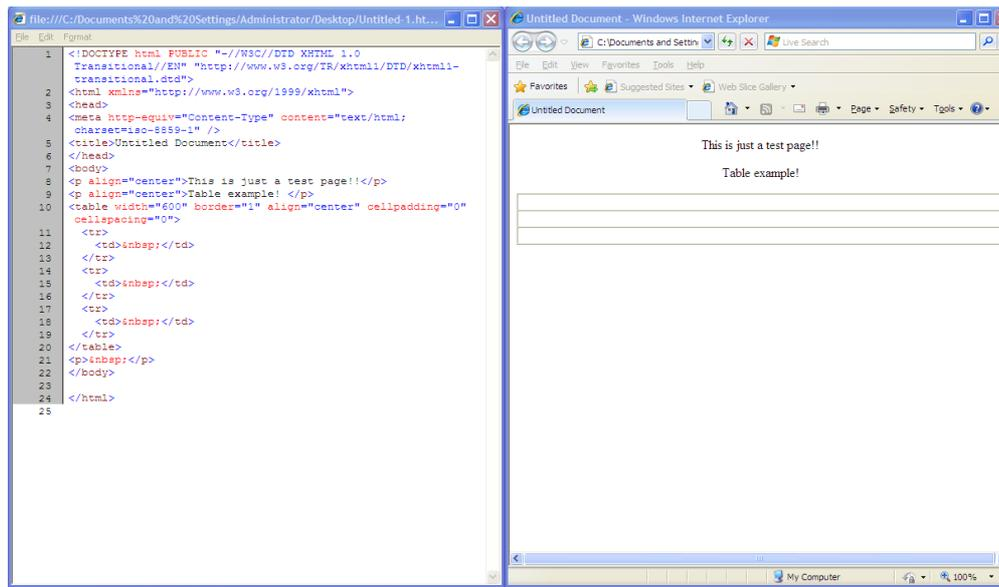 file:///C:/Documents%20and%20Settings/Administrator/Desktop/Untitled-1.ht...
File Edit Format
1 <!DOCTYPE html PUBLIC "-//W3C//DTD XHTML 1.0
Transitional//EN" "http://www.w3.org/TR/xhtml1/DTD/xhtml1-
transitional.dtd">
2 <html xmlns="http://www.w3.org/1999/xhtml">
3 <head>
4 <meta http-equiv="Content-Type" content="text/html;
charset=iso-8859-1" />
5 <title>Untitled Document</title>
6 </head>
7 <body>
8 <p align="center">This is just a test page!!</p>
9 <p align="center">Table example! </p>
10 <table width="600" border="1" align="center" cellpadding="0"
cellspacing="0">
11 <tr>
12 <td>&nbsp;</td>
13 </tr>
14 <tr>
15 <td>&nbsp;</td>
16 </tr>
17 <tr>
18 <td>&nbsp;</td>
19 </tr>
20 </table>
21 <p>&nbsp;</p>
22 </body>
23
24 </html>
25
Untitled Document - Windows Internet Explorer
C:\Documents and Settin
Live Search
File Edit View Favorites Tools Help
Favorites Suggested Sites Web Slice Gallery
Untitled Document Page Safety Tools
This is just a test page!!
Table example!
My Computer 100%